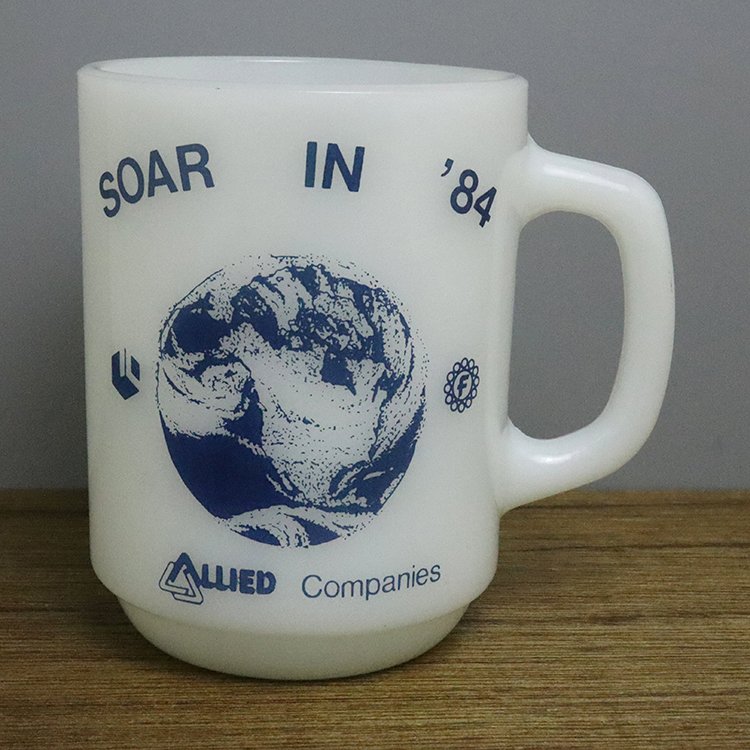 SOAR IN '84
F
ALLIED Companies